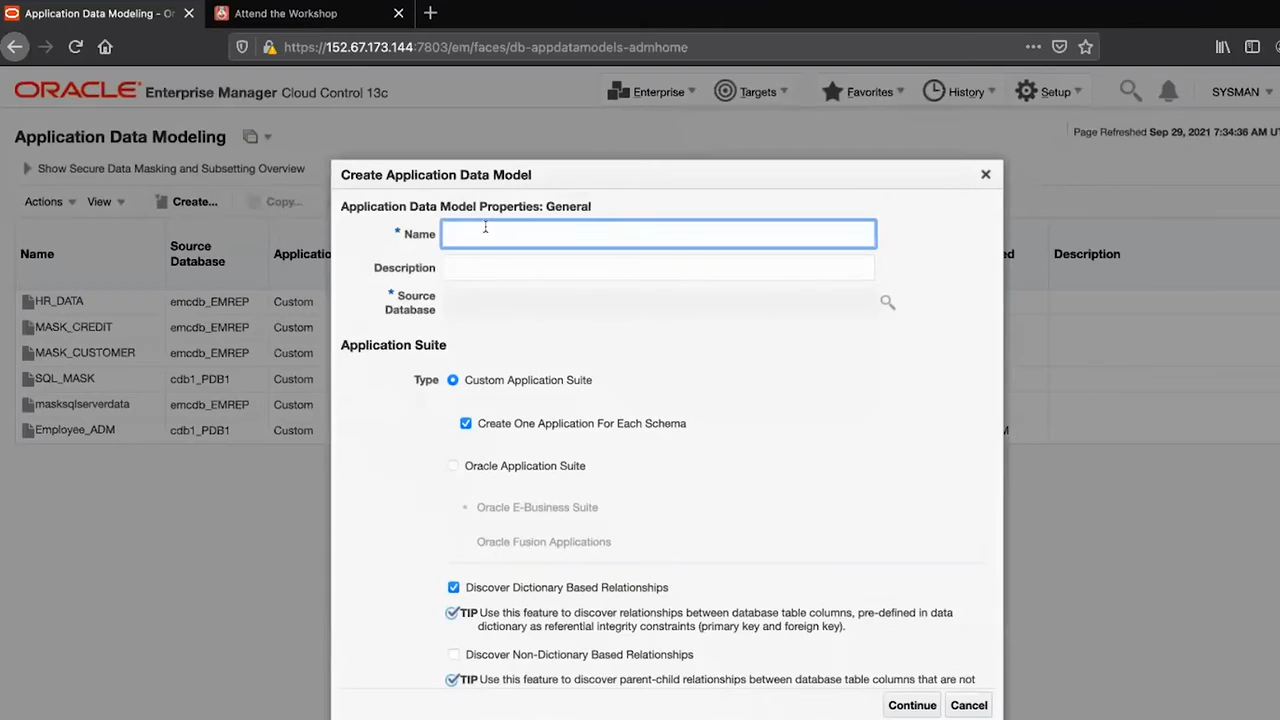 Application Data Modeling - Or
Attend the Workshop
https://152.67.173.144:7803/em/faces/db-appdatamodels-admhome
ORACLE Enterprise Manager Cloud Control 13c
Enterprise
Targets
Favorites
History
Setup
SYSMAN
Application Data Modeling
Page Refreshed Sep 29, 2021 7:34:36 AM UT
Show Secure Data Masking and Subsetting Overview
Actions View Create... Copy...
Name Source Database Applicatio
ed Description
HR_DATA emcdb_EMREP Custom
MASK_CREDIT emcdb_EMREP Custom
MASK_CUSTOMER emcdb_EMREP Custom
SQL_MASK cdb1_PDB1 Custom
masksqlserverdata emcdb_EMREP Custom
Employee_ADM cdb1_PDB1 Custom
M
Create Application Data Model
Application Data Model Properties: General
* Name
Description
* Source
Database
Application Suite
Type Custom Application Suite
Create One Application For Each Schema
Oracle Application Suite
Oracle E-Business Suite
Oracle Fusion Applications
Discover Dictionary Based Relationships
TIP Use this feature to discover relationships between database table columns, pre-defined in data
dictionary as referential integrity constraints (primary key and foreign key).
Discover Non-Dictionary Based Relationships
TIP Use this feature to discover parent-child relationships between database table columns that are not
Continue Cancel